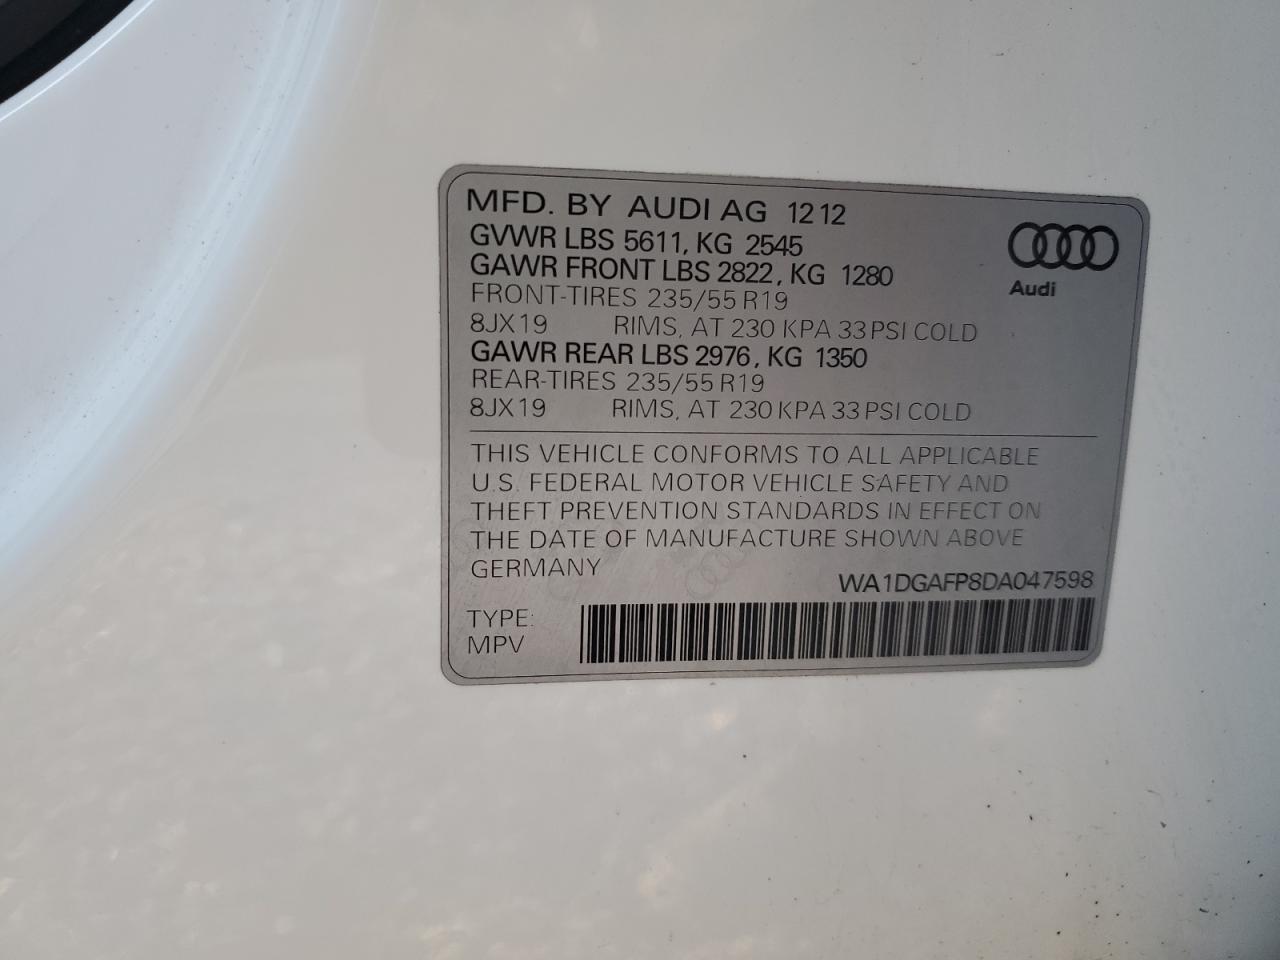 MFD. BY AUDI AG 12 12
GVWR LBS 5611, KG 2545
GAWR FRONT LBS 2822, KG 1280
FRONT-TIRES 235/55 R19
8JX19 RIMS, AT 230 KPA 33 PSI COLD
GAWR REAR LBS 2976, KG 1350
REAR-TIRES 235/55 R19
8JX19 RIMS, AT 230 KPA 33 PSI COLD
Audi
THIS VEHICLE CONFORMS TO ALL APPLICABLE
U.S. FEDERAL MOTOR VEHICLE SAFETY AND
THEFT PREVENTION STANDARDS IN EFFECT ON
THE DATE OF MANUFACTURE SHOWN ABOVE
GERMANY
WA1DGAFP8DA047598
TYPE:
MPV